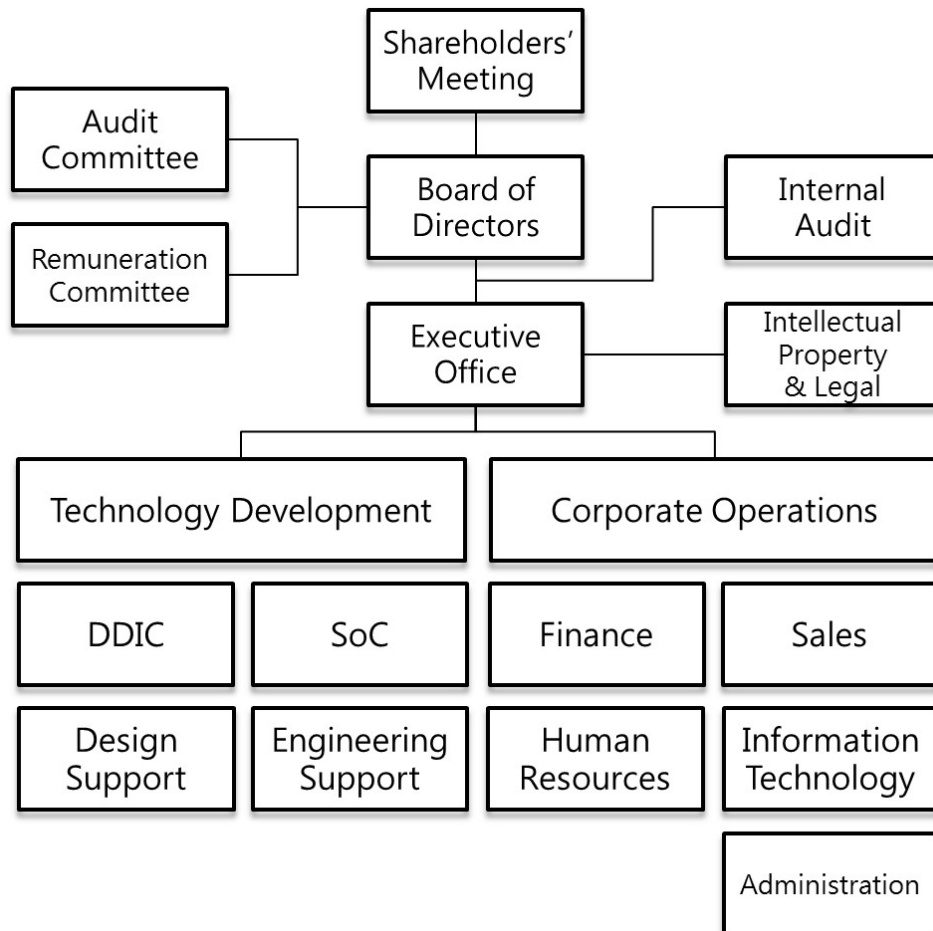 Shareholders'
Meeting
Audit
Committee
Board of
Directors
Internal
Audit
Remuneration
Committee
Executive
Office
Intellectual
Property
& Legal
Technology Development
Corporate Operations
DDIC
SoC
Finance
Sales
Design
Support
Engineering
Support
Human
Resources
Information
Technology
Administration